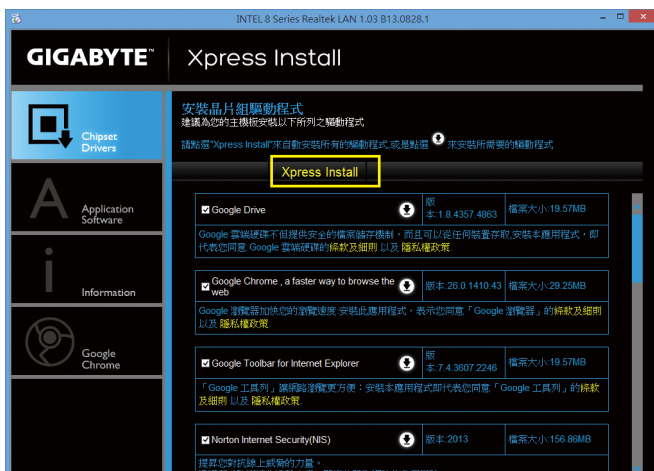 INTEL 8 Series Realtek LAN 1.03 B13.0828.1
GIGABYTE™
Xpress Install
Chipset
Drivers
Application
Software
Information
Google
Chrome
安裝晶片組驅動程式
建議為您的主機板安裝以下所列之驅動程式
請點選"Xpress Install"來自動安裝所有的驅動程式,或是點選 來安裝所需要的驅動程式
Xpress Install
Google Drive
版
本:1.8.4357.4863
檔案大小:19.57MB
Google 雲端硬碟不但提供安全的檔案儲存機制，而且可以從任何裝置存取.安裝本應用程式，即
代表您同意 Google 雲端硬碟的條款及細則 以及 隱私權政策.
Google Chrome , a faster way to browse the
web
版本:26.0.1410.43
檔案大小:29.25MB
Google 瀏覽器加快您的瀏覽速度.安裝此應用程式，表示您同意「Google 瀏覽器」的條款及細則
以及 隱私權政策.
Google Toolbar for Internet Explorer
版
本:7.4.3607.2246
檔案大小:19.57MB
「Google 工具列」讓網路瀏覽更方便：安裝本應用程式即代表您同意「Google 工具列」的條款
及細則 以及 隱私權政策.
Norton Internet Security(NIS)
版本:2013
檔案大小:156.86MB
提昇您對抗線上威脅的力量。